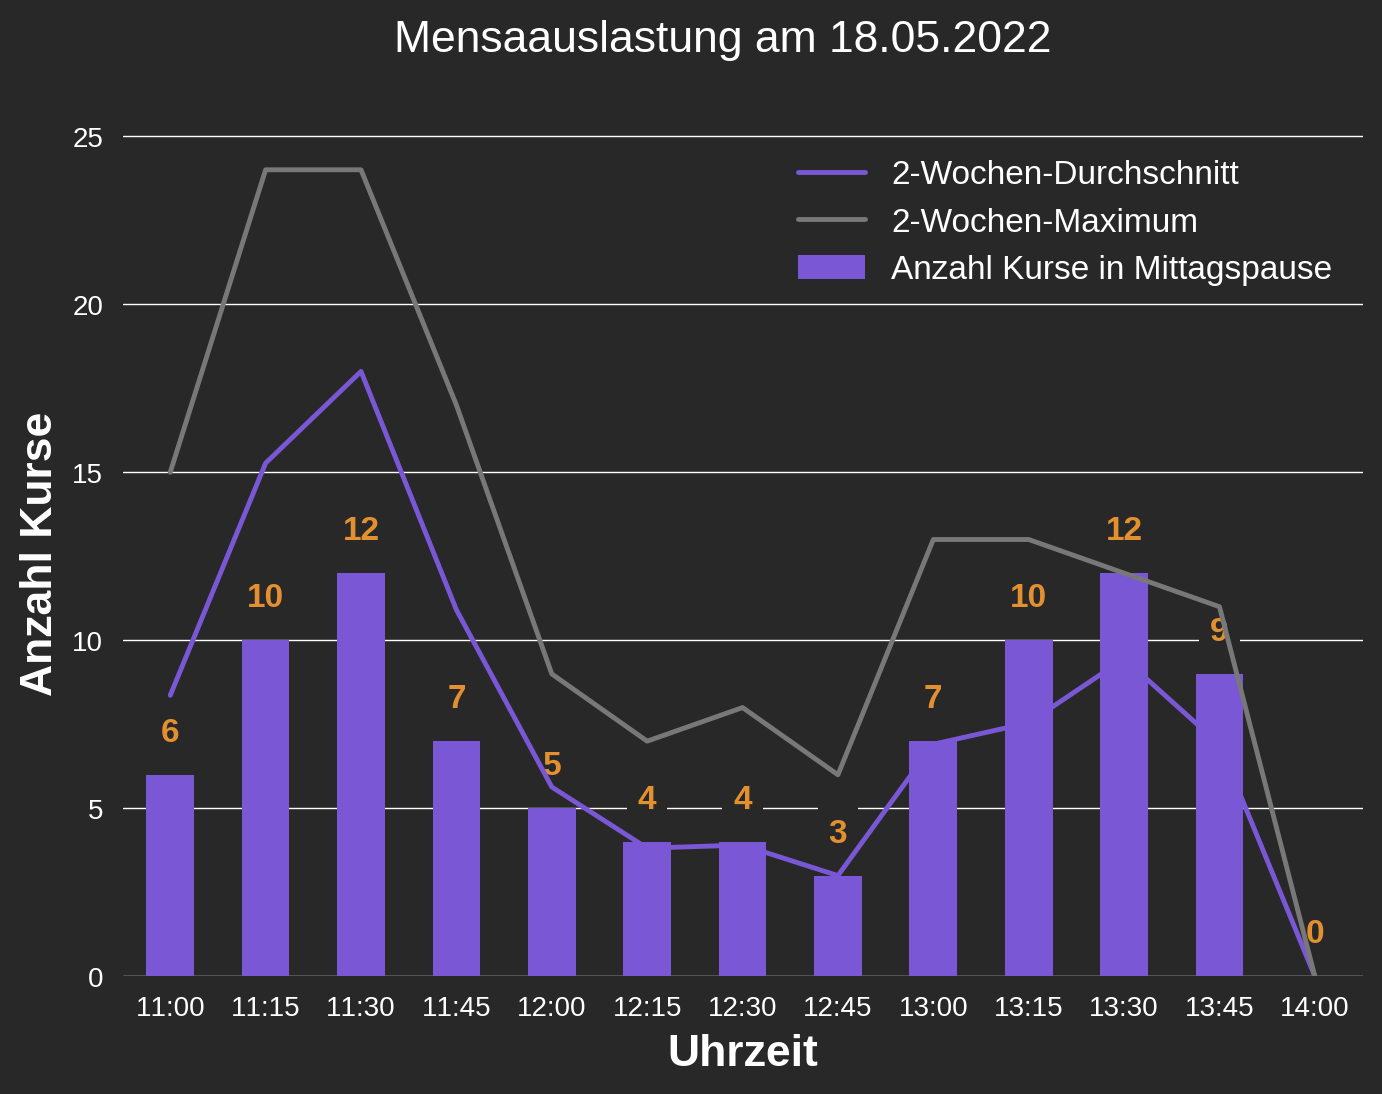 Mensaauslastung am 18.05.2022
25
20
15
10
5
0
Anzahl Kurse
2-Wochen-Durchschnitt
2-Wochen-Maximum
Anzahl Kurse in Mittagspause
6
10
12
7
5
4
4
3
7
10
12
9
0
11:00 11:15 11:30 11:45 12:00 12:15 12:30 12:45 13:00 13:15 13:30 13:45 14:00
Uhrzeit